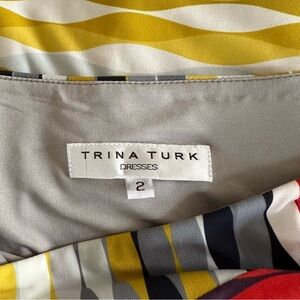 TRINA TURK
DRESSES
2